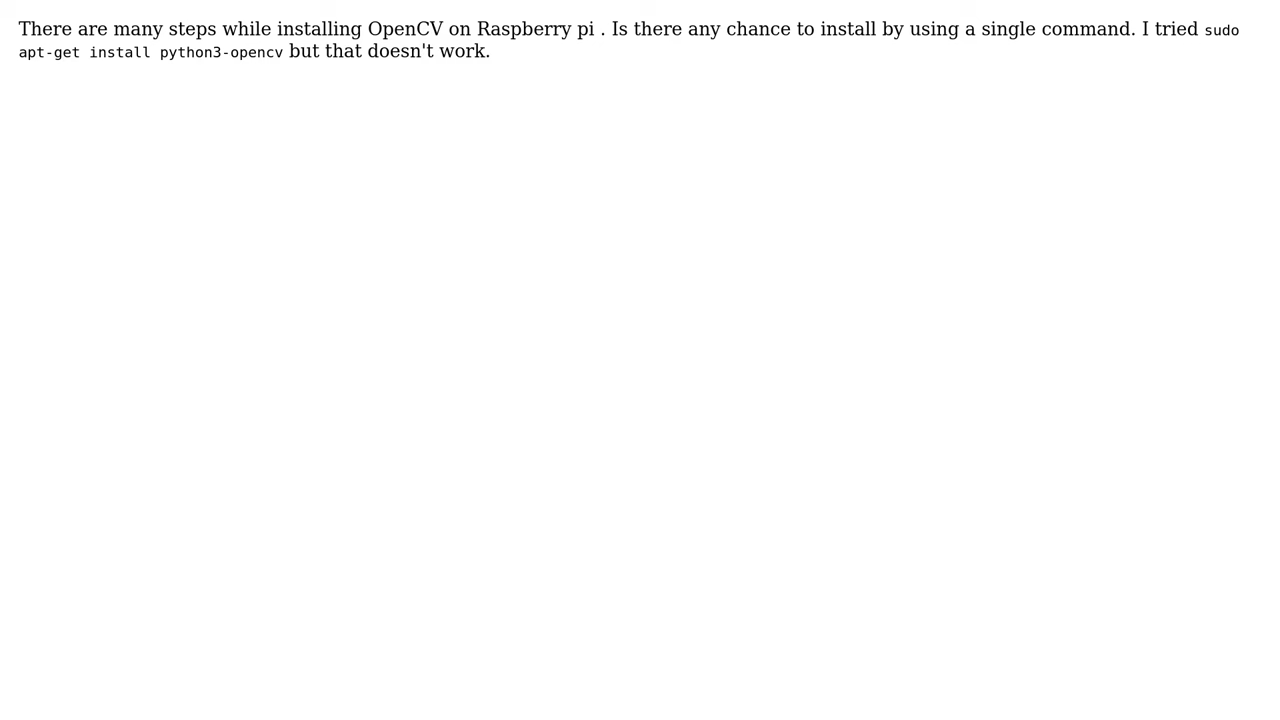 There are many steps while installing OpenCV on Raspberry pi . Is there any chance to install by using a single command. I tried sudo
apt-get install python3-opencv but that doesn't work.